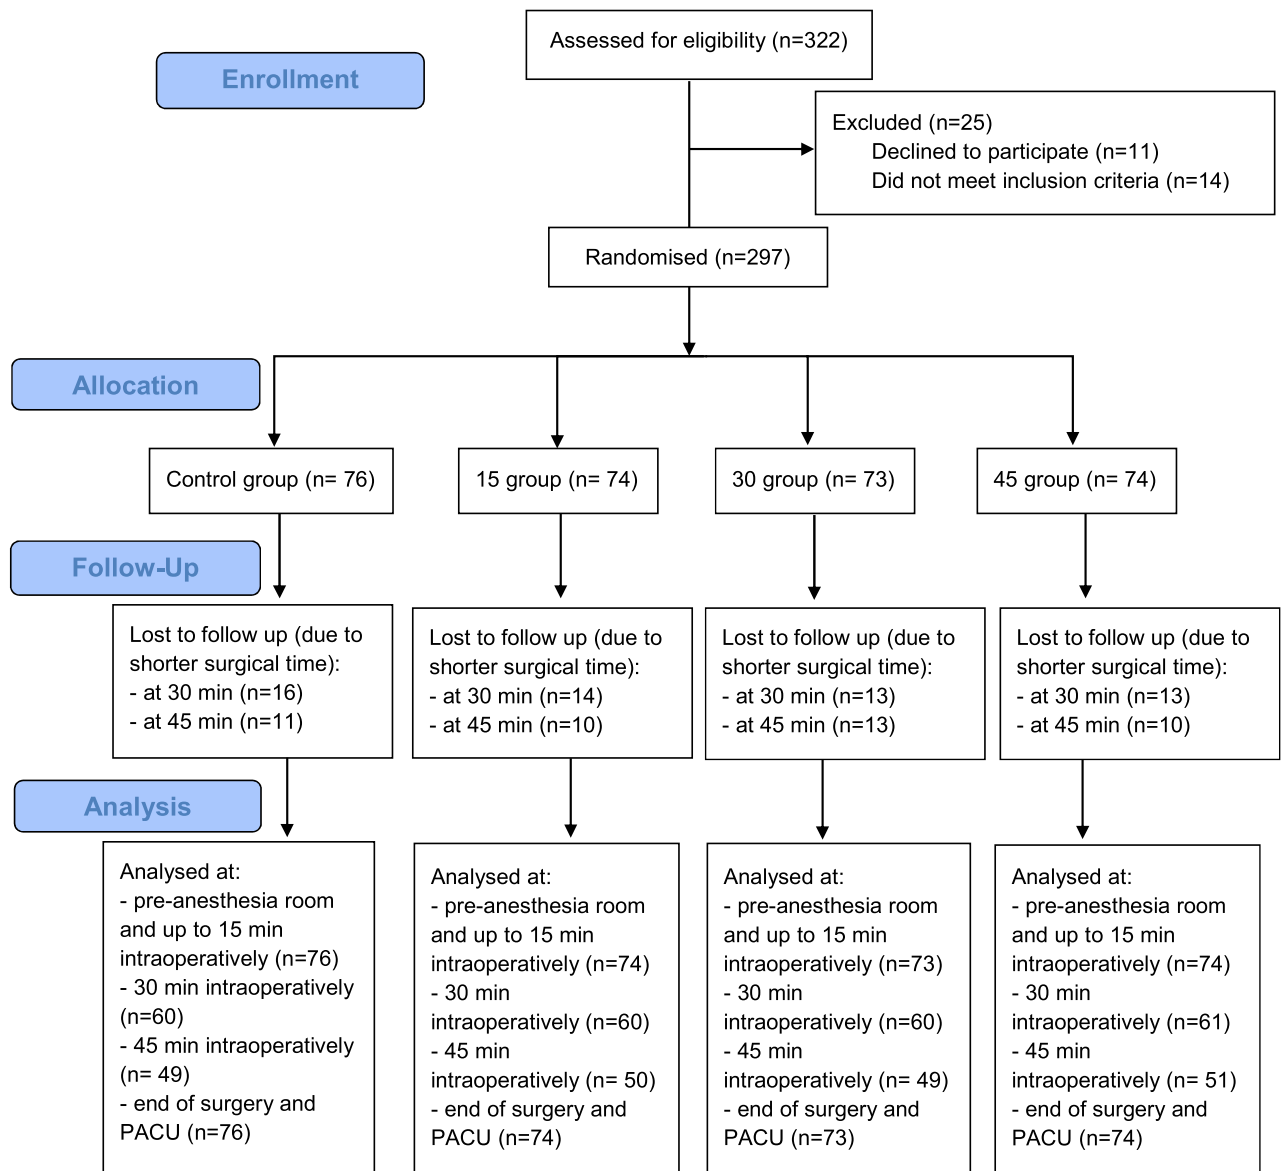 Assessed for eligibility (n=322)
Enrollment
Excluded (n=25)
Declined to participate (n=11)
Did not meet inclusion criteria (n=14)
Randomised (n=297)
Allocation
Control group (n= 76)
15 group (n= 74)
30 group (n= 73)
45 group (n= 74)
Follow-Up
Lost to follow up (due to
shorter surgical time):
- at 30 min (n=16)
- at 45 min (n=11)
Lost to follow up (due to
shorter surgical time):
- at 30 min (n=14)
- at 45 min (n=10)
Lost to follow up (due to
shorter surgical time):
- at 30 min (n=13)
- at 45 min (n=13)
Lost to follow up (due to
shorter surgical time):
- at 30 min (n=13)
- at 45 min (n=10)
Analysis
Analysed at:
- pre-anesthesia room
and up to 15 min
intraoperatively (n=76)
- 30 min intraoperatively
(n=60)
- 45 min intraoperatively
(n= 49)
- end of surgery and
PACU (n=76)
Analysed at:
- pre-anesthesia room
and up to 15 min
intraoperatively (n=74)
- 30 min
intraoperatively (n=60)
- 45 min
intraoperatively (n= 50)
- end of surgery and
PACU (n=74)
Analysed at:
- pre-anesthesia room
and up to 15 min
intraoperatively (n=73)
- 30 min
intraoperatively (n=60)
- 45 min
intraoperatively (n= 49)
- end of surgery and
PACU (n=73)
Analysed at:
- pre-anesthesia room
and up to 15 min
intraoperatively (n=74)
- 30 min
intraoperatively (n=61)
- 45 min
intraoperatively (n= 51)
- end of surgery and
PACU (n=74)